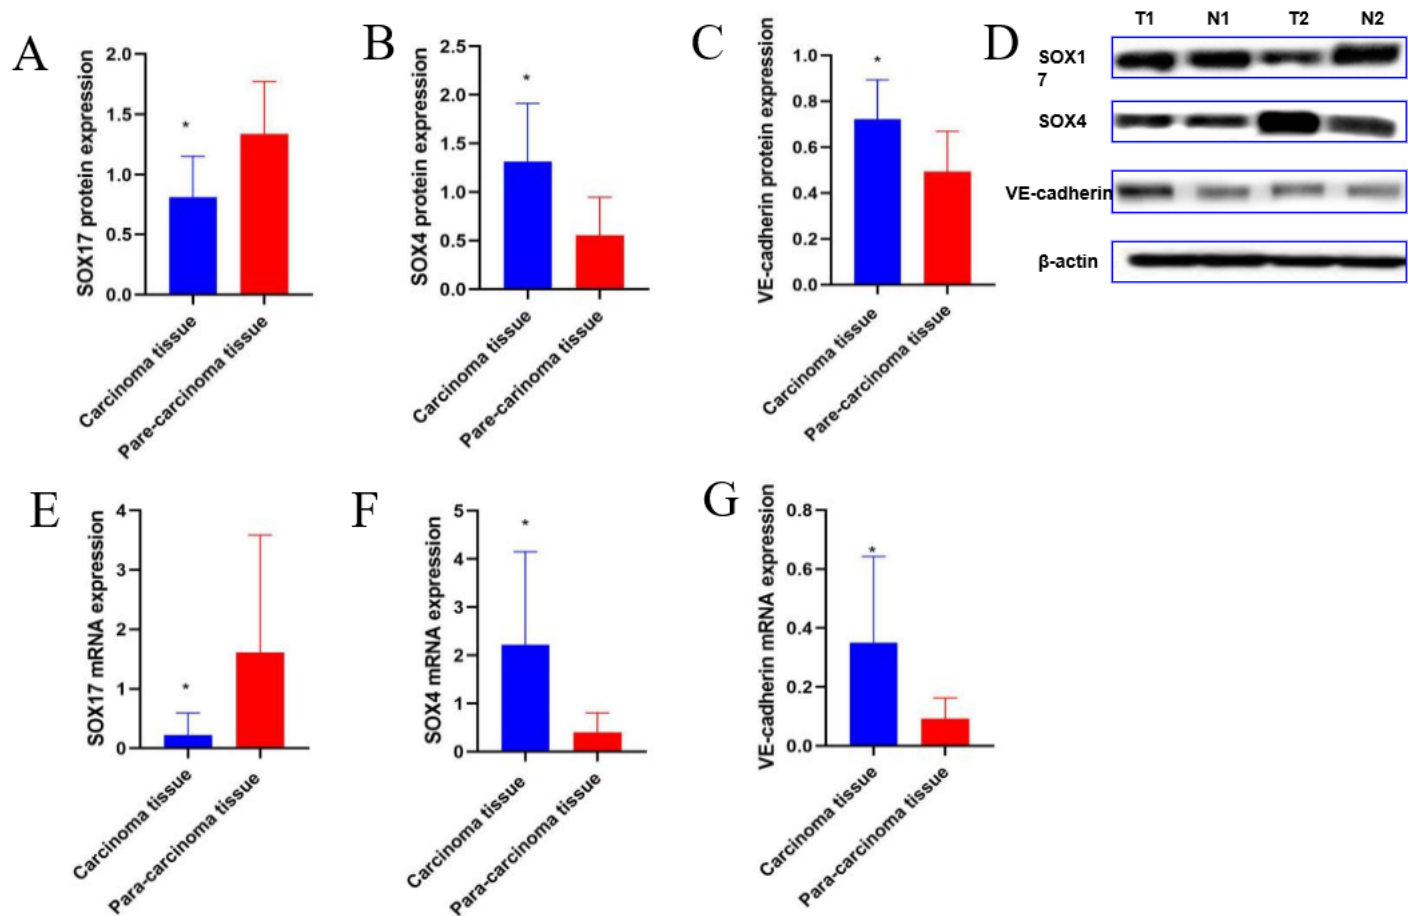 A
SOX17 protein expression
2.0
1.5
1.0
0.5
0.0
*
Carcinoma tissue
Pare-carcinoma tissue
B
SOX4 protein expression
2.5
2.0
1.5
1.0
0.5
0.0
*
Carcinoma tissue
Pare-carinoma tissue
C
VE-cadherin protein expression
1.0
0.8
0.6
0.4
0.2
0.0
*
Carcinoma tissue
Pare-carcinoma tissue
D
T1 N1 T2 N2
SOX1
7
SOX4
VE-cadherin
β-actin
E
SOX17 mRNA expression
4
3
2
1
0
*
Carcinoma tissue
Para-carcinoma tissue
F
SOX4 mRNA expression
5
4
3
2
1
0
*
Carcinoma tissue
Para-carcinoma tissue
G
VE-cadherin mRNA expression
0.8
0.6
0.4
0.2
0.0
*
Carcinoma tissue
Para-carcinoma tissue